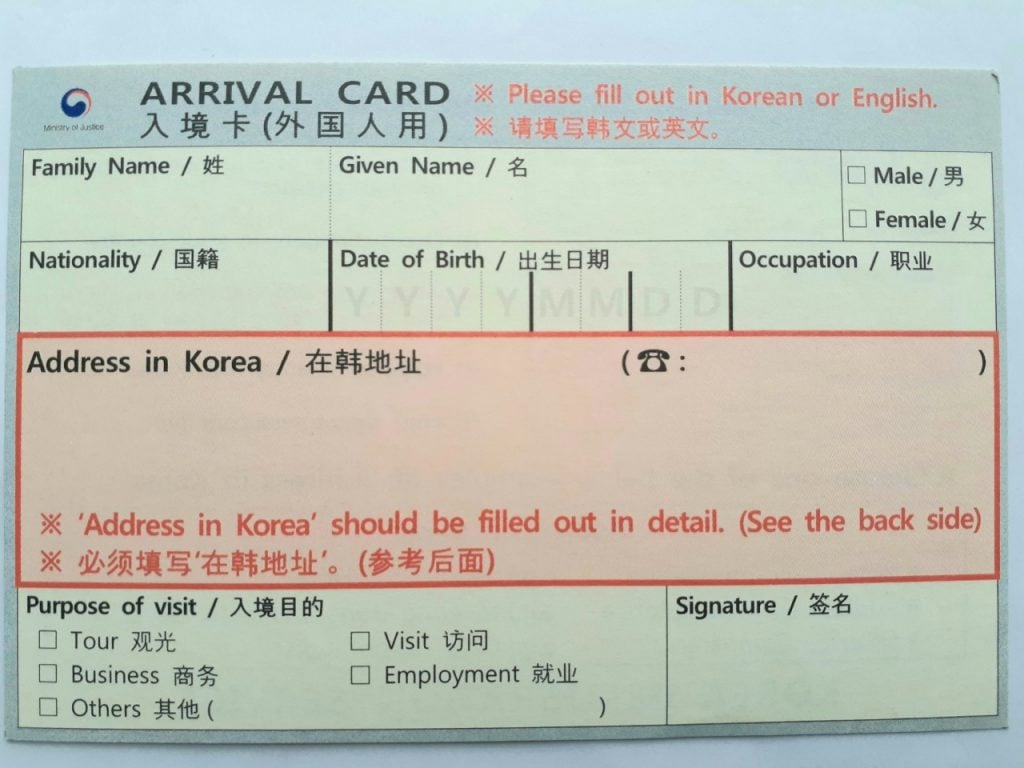 ARRIVAL CARD
入境卡(外国人用)
※ Please fill out in Korean or English.
※ 请填写韩文或英文。
Ministry of Justice
Family Name / 姓
Given Name / 名
□ Male / 男
□ Female / 女
Nationality / 国籍
Date of Birth / 出生日期
Y Y Y Y M M D D
Occupation / 职业
Address in Korea / 在韩地址
(☎ : )
※ 'Address in Korea' should be filled out in detail. (See the back side)
※ 必须填写'在韩地址'。(参考后面)
Purpose of visit / 入境目的
□ Tour 观光
□ Visit 访问
□ Business 商务
□ Employment 就业
□ Others 其他 ( )
Signature / 签名